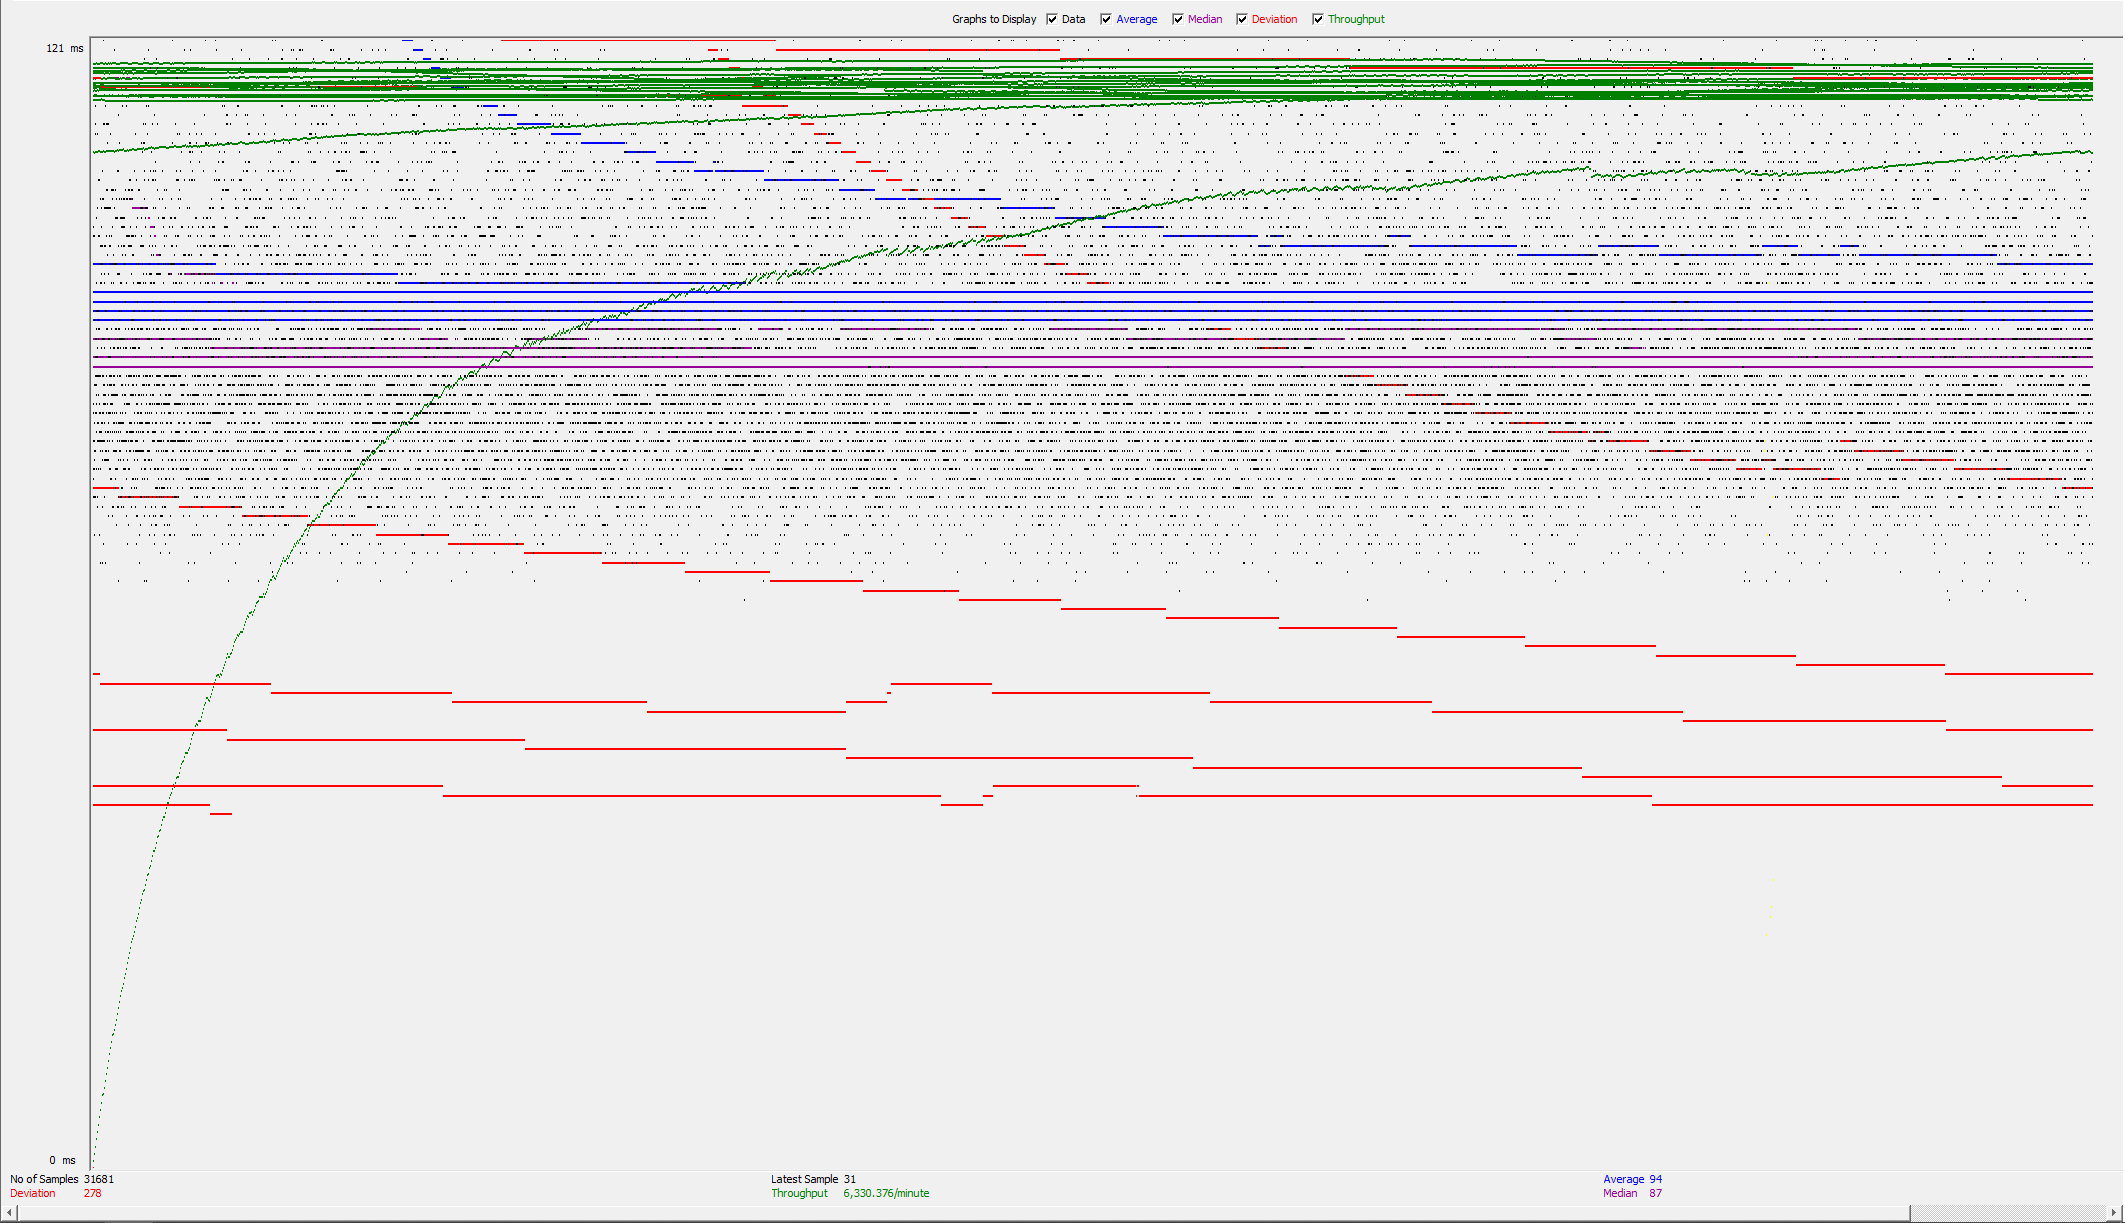 Graphs to Display Data Average Median Deviation Throughput
121 ms
0 ms
No of Samples 31681 Latest Sample 31 Average 94
Deviation 278 Throughput 6,330.376/minute Median 87